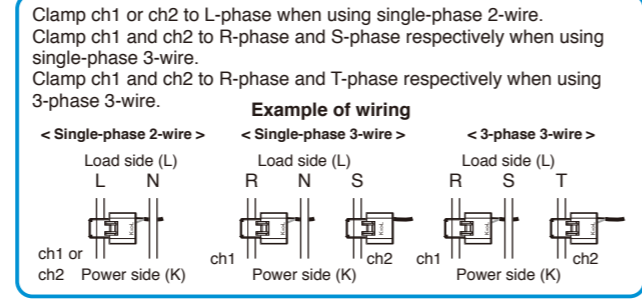 Clamp ch1 or ch2 to L-phase when using single-phase 2-wire.
Clamp ch1 and ch2 to R-phase and S-phase respectively when using
single-phase 3-wire.
Clamp ch1 and ch2 to R-phase and T-phase respectively when using
3-phase 3-wire.
Example of wiring
< Single-phase 2-wire > < Single-phase 3-wire > < 3-phase 3-wire >
Load side (L) Load side (L) Load side (L)
L N R N S R S T
ch1 or
ch2 Power side (K) ch1 Power side (K) ch2 ch1 Power side (K) ch2